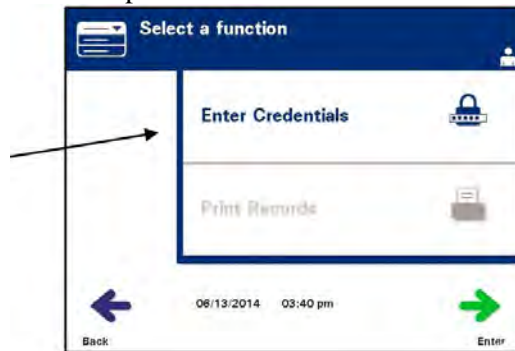 Select a function
Enter Credentials
Print Records
06/13/2014 03:40 pm
Back
Enter